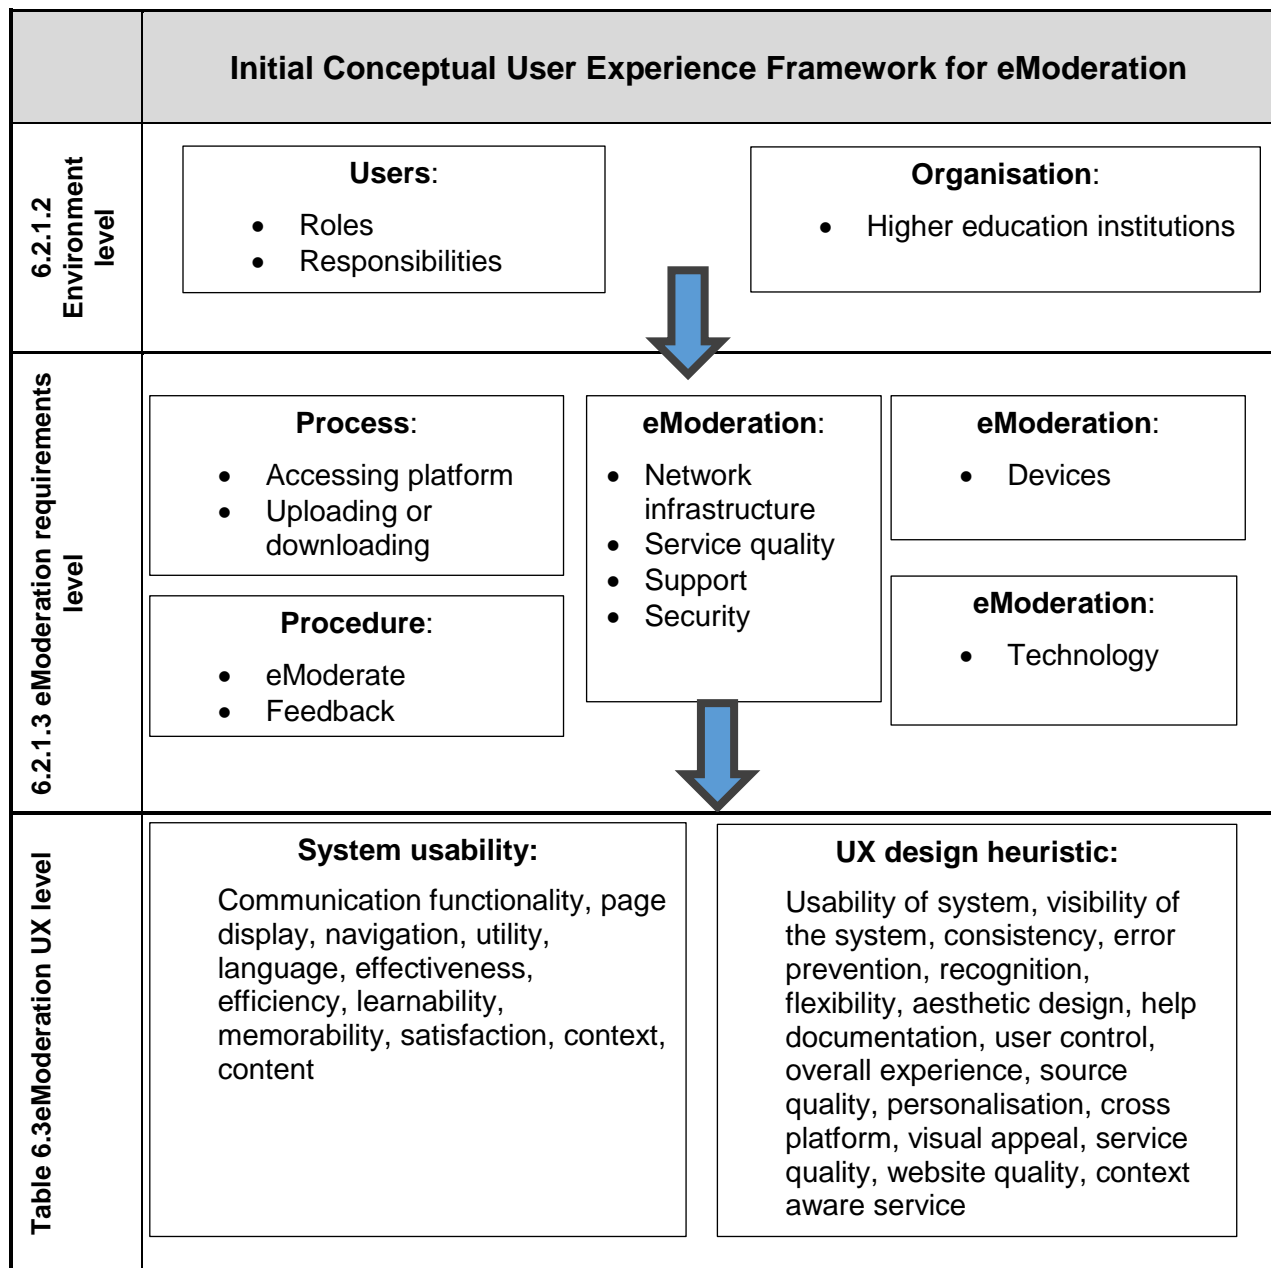 Initial Conceptual User Experience Framework for eModeration
6.2.1.2
Environment
level
Users:
• Roles
• Responsibilities
Organisation:
• Higher education institutions
6.2.1.3 eModeration requirements
level
Process:
• Accessing platform
• Uploading or
downloading
Procedure:
• eModerate
• Feedback
eModeration:
• Network
infrastructure
• Service quality
• Support
• Security
eModeration:
• Devices
eModeration:
• Technology
Table 6.3eModeration UX level
System usability:
Communication functionality, page
display, navigation, utility,
language, effectiveness,
efficiency, learnability,
memorability, satisfaction, context,
content
UX design heuristic:
Usability of system, visibility of
the system, consistency, error
prevention, recognition,
flexibility, aesthetic design, help
documentation, user control,
overall experience, source
quality, personalisation, cross
platform, visual appeal, service
quality, website quality, context
aware service